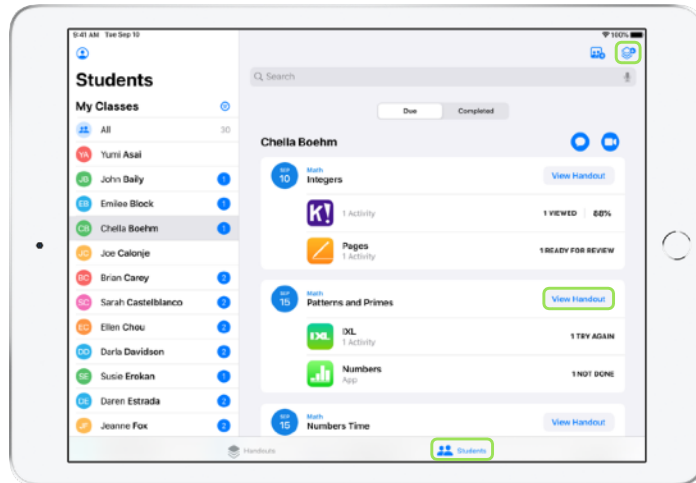 9:41 AM Tue Sep 10
100%
Students
My Classes
All 30
YA Yumi Asai
JB John Baily 1
EB Emilee Block 1
CB Chella Boehm 1
JC Joe Calonje
BC Brian Carey 2
SC Sarah Castelblanco 2
EC Ellen Chou 2
DD Darla Davidson 2
SE Susie Erokan 1
DE Daren Estrada 2
JF Jeanne Fox 2
Search
Due Completed
Chella Boehm
SEP 10
Math
Integers
View Handout
K!
1 Activity
1 VIEWED 88%
Pages
1 Activity
1 READY FOR REVIEW
SEP 15
Math
Patterns and Primes
View Handout
IXL
IXL
1 Activity
1 TRY AGAIN
Numbers
App
1 NOT DONE
SEP 15
Math
Numbers Time
View Handout
Handouts
Students